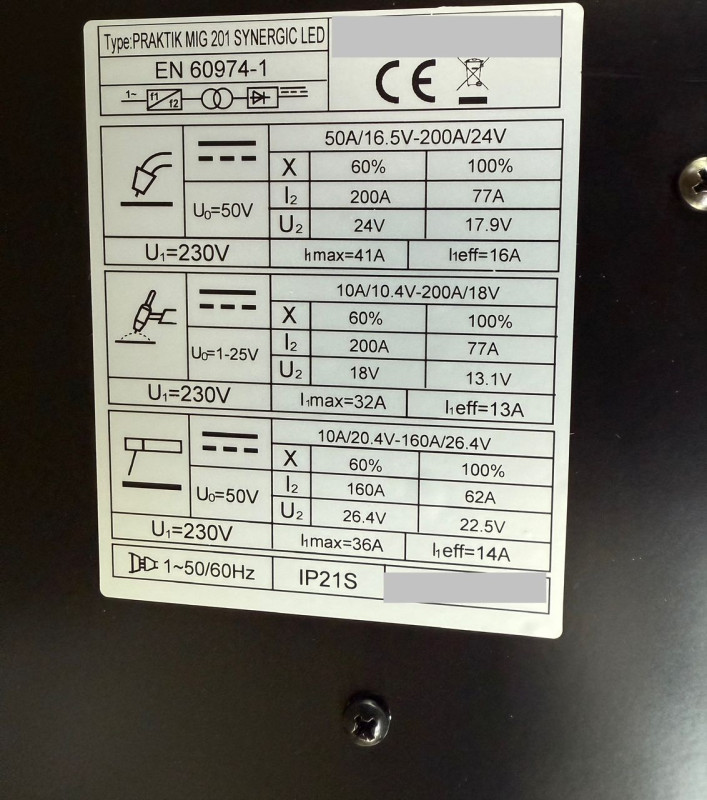 Type:PRAKTIK MIG 201 SYNERGIC LED
EN 60974-1
CE
1~ f1 f2
50A/16.5V-200A/24V
X 60% 100%
I₂ 200A 77A
U₀=50V
U₂ 24V 17.9V
U₁=230V I₁max=41A I₁eff=16A
10A/10.4V-200A/18V
X 60% 100%
I₂ 200A 77A
U₀=1-25V
U₂ 18V 13.1V
U₁=230V I₁max=32A I₁eff=13A
10A/20.4V-160A/26.4V
X 60% 100%
I₂ 160A 62A
U₀=50V
U₂ 26.4V 22.5V
U₁=230V I₁max=36A I₁eff=14A
1~50/60Hz IP21S